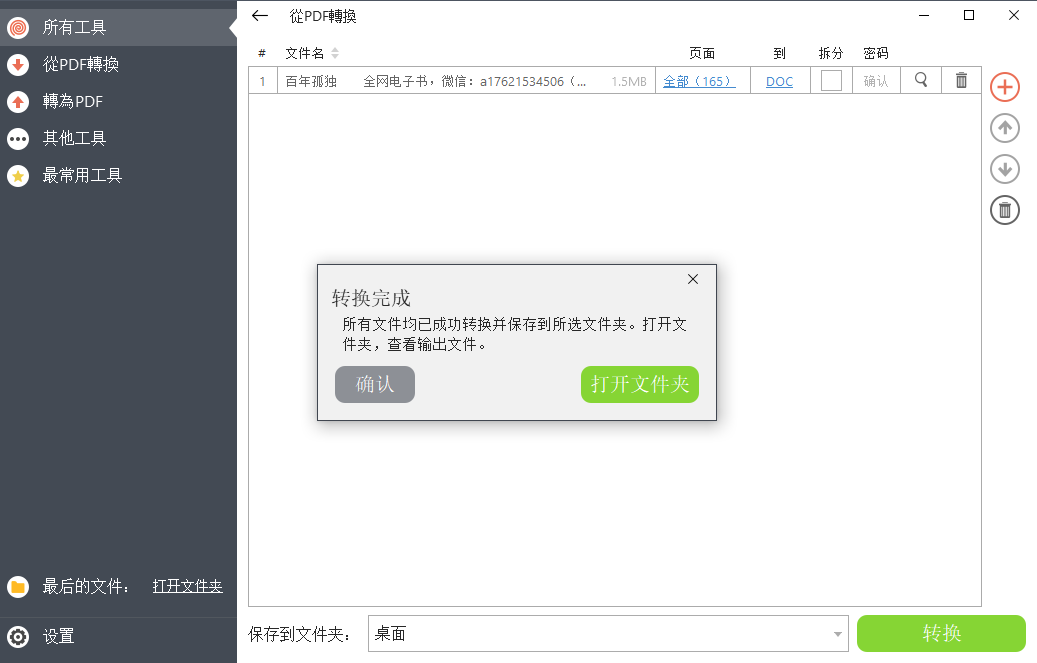 所有工具
從PDF轉換
轉為PDF
其他工具
最常用工具
最后的文件： 打开文件夹
设置
從PDF轉換
# 文件名 页面 到 拆分 密码
1 百年孤独 全网电子书，微信：a17621534506（... 1.5MB 全部（165） DOC 确认
转换完成
所有文件均已成功转换并保存到所选文件夹。打开文
件夹，查看输出文件。
确认 打开文件夹
保存到文件夹： 桌面 转换